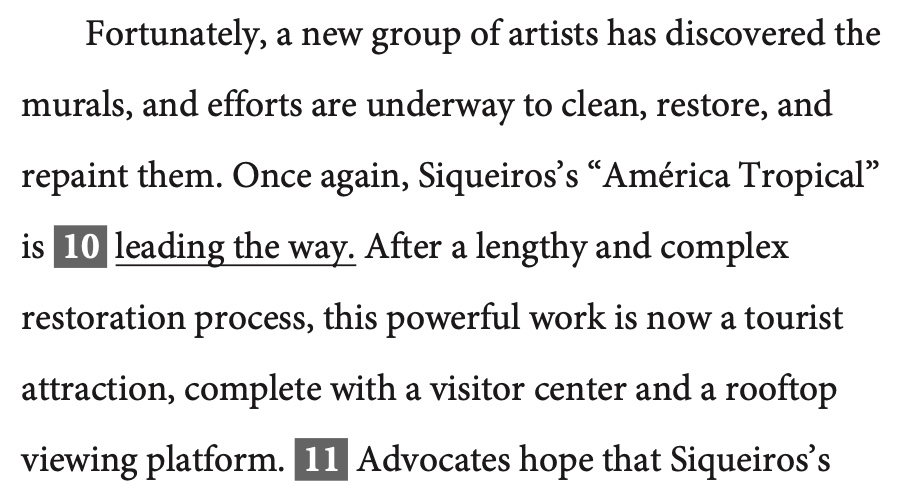 Fortunately, a new group of artists has discovered the
murals, and efforts are underway to clean, restore, and
repaint them. Once again, Siqueiros’s “América Tropical”
is 10 leading the way. After a lengthy and complex
restoration process, this powerful work is now a tourist
attraction, complete with a visitor center and a rooftop
viewing platform. 11 Advocates hope that Siqueiros’s